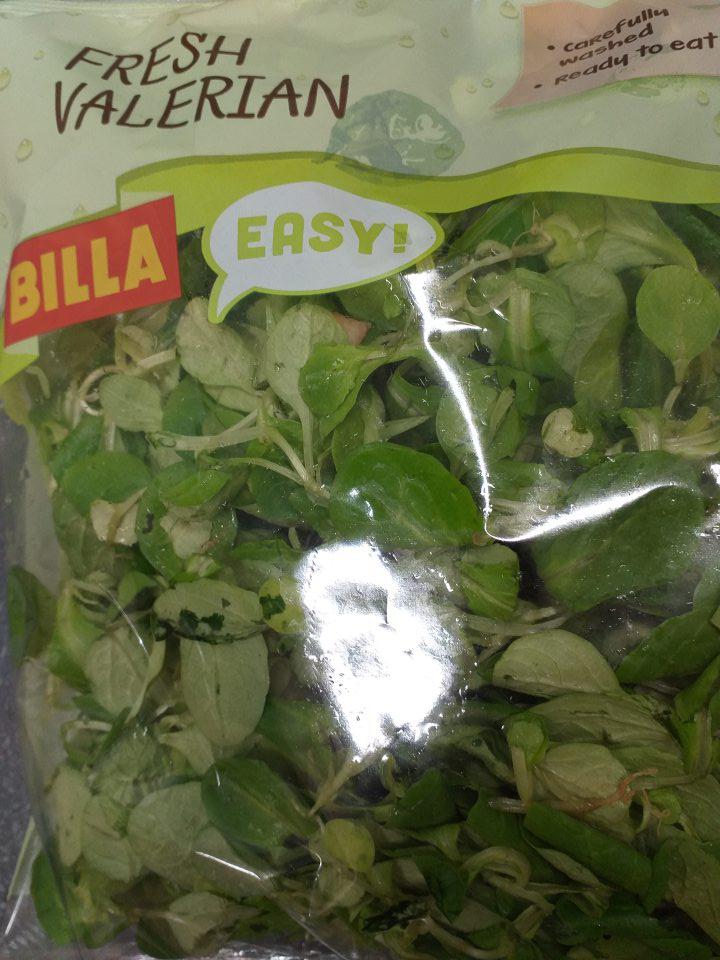 FRESH
VALERIAN
• Carefully
washed
• Ready to eat
BILLA
EASY!